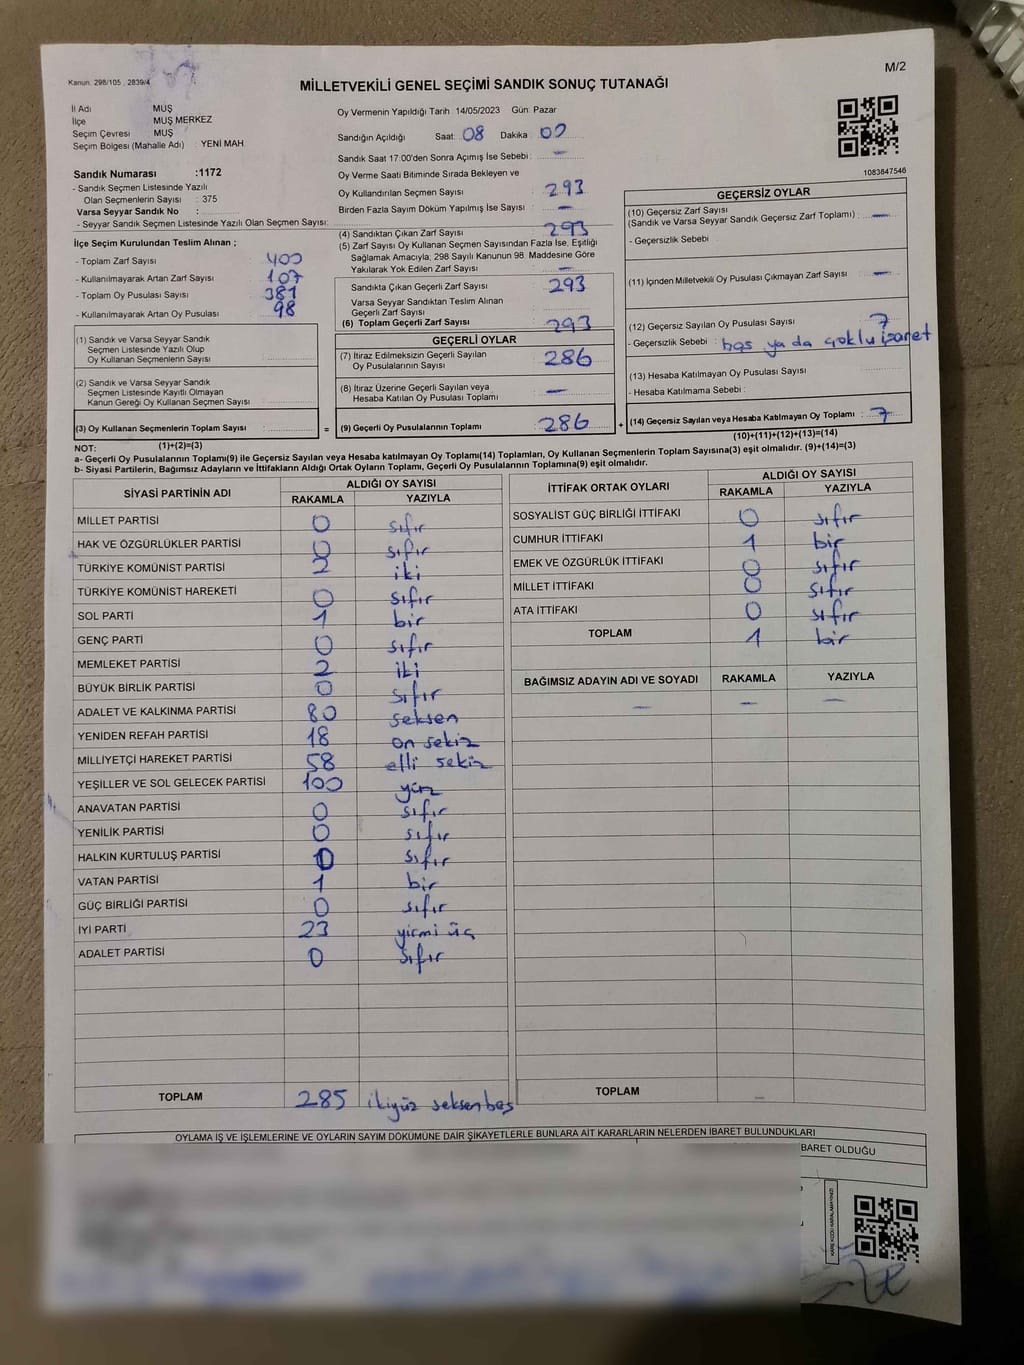 M/2
Kanun. 298/105 , 2839/4
MİLLETVEKİLİ GENEL SEÇİMİ SANDIK SONUÇ TUTANAĞI
İl Adı MUŞ
İlçe MUŞ MERKEZ
Seçim Çevresi MUŞ
Seçim Bölgesi (Mahalle Adı) : YENİ MAH
Sandık Numarası :1172
- Sandık Seçmen Listesinde Yazılı
Olan Seçmenlerin Sayısı : 375
Varsa Seyyar Sandık No :
- Seyyar Sandık Seçmen Listesinde Yazılı Olan Seçmen Sayısı:
İlçe Seçim Kurulundan Teslim Alınan ;
- Toplam Zarf Sayısı 400
- Kullanılmayarak Artan Zarf Sayısı 107
- Toplam Oy Pusulası Sayısı 381
- Kullanılmayarak Artan Oy Pusulası 98
(1) Sandık ve Varsa Seyyar Sandık
Seçmen Listesinde Yazılı Olup
Oy Kullanan Seçmenlerin Sayısı
(2) Sandık ve Varsa Seyyar Sandık
Seçmen Listesinde Kayıtlı Olmayan
Kanun Gereği Oy Kullanan Seçmen Sayısı
(3) Oy Kullanan Seçmenlerin Toplam Sayısı =
(1)+(2)=(3)
Oy Vermenin Yapıldığı Tarih 14/05/2023 Gün: Pazar
Sandığın Açıldığı Saat: 08 Dakika 00
Sandık Saat 17.00'den Sonra Açımış İse Sebebi : —
Oy Verme Saati Bitiminde Sırada Bekleyen ve
Oy Kullandırılan Seçmen Sayısı 293
Birden Fazla Sayım Döküm Yapılmış İse Sayısı : —
(4) Sandıktan Çıkan Zarf Sayısı 293
(5) Zarf Sayısı Oy Kullanan Seçmen Sayısından Fazla İse, Eşitliği
Sağlamak Amacıyla; 298 Sayılı Kanunun 98. Maddesine Göre
Yakılarak Yok Edilen Zarf Sayısı —
Sandıkta Çıkan Geçerli Zarf Sayısı : 293
Varsa Seyyar Sandıktan Teslim Alınan
Geçerli Zarf Sayısı :
(6) Toplam Geçerli Zarf Sayısı 293
GEÇERLİ OYLAR
(7) İtiraz Edilmeksizin Geçerli Sayılan
Oy Pusulalarının Sayısı 286
(8) İtiraz Üzerine Geçerli Sayılan veya
Hesaba Katılan Oy Pusulası Toplamı —
(9) Geçerli Oy Pusulalarının Toplamı : 286 +
1083647546
GEÇERSİZ OYLAR
(10) Geçersiz Zarf Sayısı
(Sandık ve Varsa Seyyar Sandık Geçersiz Zarf Toplamı) : —
- Geçersizlik Sebebi
(11) İçinden Milletvekili Oy Pusulası Çıkmayan Zarf Sayısı —
(12) Geçersiz Sayılan Oy Pusulası Sayısı 7
- Geçersizlik Sebebi : boş ya da çoklu işaret
(13) Hesaba Katılmayan Oy Pusulası Sayısı
- Hesaba Katılmama Sebebi :
(14) Geçersiz Sayılan veya Hesaba Katılmayan Oy Toplamı : 7
(10)+(11)+(12)+(13)=(14)
NOT:
a- Geçerli Oy Pusulalarının Toplamı(9) ile Geçersiz Sayılan veya Hesaba katılmayan Oy Toplamı(14) Toplamları, Oy Kullanan Seçmenlerin Toplam Sayısına(3) eşit olmalıdır. (9)+(14)=(3)
b- Siyasi Partilerin, Bağımsız Adayların ve İttifakların Aldığı Ortak Oyların Toplamı, Geçerli Oy Pusulalarının Toplamına(9) eşit olmalıdır.
SİYASİ PARTİNİN ADI ALDIĞI OY SAYISI
RAKAMLA YAZIYLA
MİLLET PARTİSİ 0 sıfır
HAK VE ÖZGÜRLÜKLER PARTİSİ 0 sıfır
TÜRKİYE KOMÜNİST PARTİSİ 2 iki
TÜRKİYE KOMÜNİST HAREKETİ 0 sıfır
SOL PARTİ 1 bir
GENÇ PARTİ 0 sıfır
MEMLEKET PARTİSİ 2 iki
BÜYÜK BİRLİK PARTİSİ 0 sıfır
ADALET VE KALKINMA PARTİSİ 80 seksen
YENİDEN REFAH PARTİSİ 18 on sekiz
MİLLİYETÇİ HAREKET PARTİSİ 58 elli sekiz
YEŞİLLER VE SOL GELECEK PARTİSİ 100 yüz
ANAVATAN PARTİSİ 0 sıfır
YENİLİK PARTİSİ 0 sıfır
HALKIN KURTULUŞ PARTİSİ 0 sıfır
VATAN PARTİSİ 1 bir
GÜÇ BİRLİĞİ PARTİSİ 0 sıfır
İYİ PARTİ 23 yirmi üç
ADALET PARTİSİ 0 sıfır
TOPLAM 285 ikiyüz seksenbeş
İTTİFAK ORTAK OYLARI ALDIĞI OY SAYISI
RAKAMLA YAZIYLA
SOSYALİST GÜÇ BİRLİĞİ İTTİFAKI 0 sıfır
CUMHUR İTTİFAKI 1 bir
EMEK VE ÖZGÜRLÜK İTTİFAKI 0 sıfır
MİLLET İTTİFAKI 0 sıfır
ATA İTTİFAKI 0 sıfır
TOPLAM 1 bir
BAĞIMSIZ ADAYIN ADI VE SOYADI RAKAMLA YAZIYLA
— — —
TOPLAM —
OYLAMA İŞ VE İŞLEMLERİNE VE OYLARIN SAYIM DÖKÜMÜNE DAİR ŞİKAYETLERLE BUNLARA AİT KARARLARIN NELERDEN İBARET BULUNDUKLARI
BARET OLDUĞU
KARE KODU KARALAMAYINIZ!